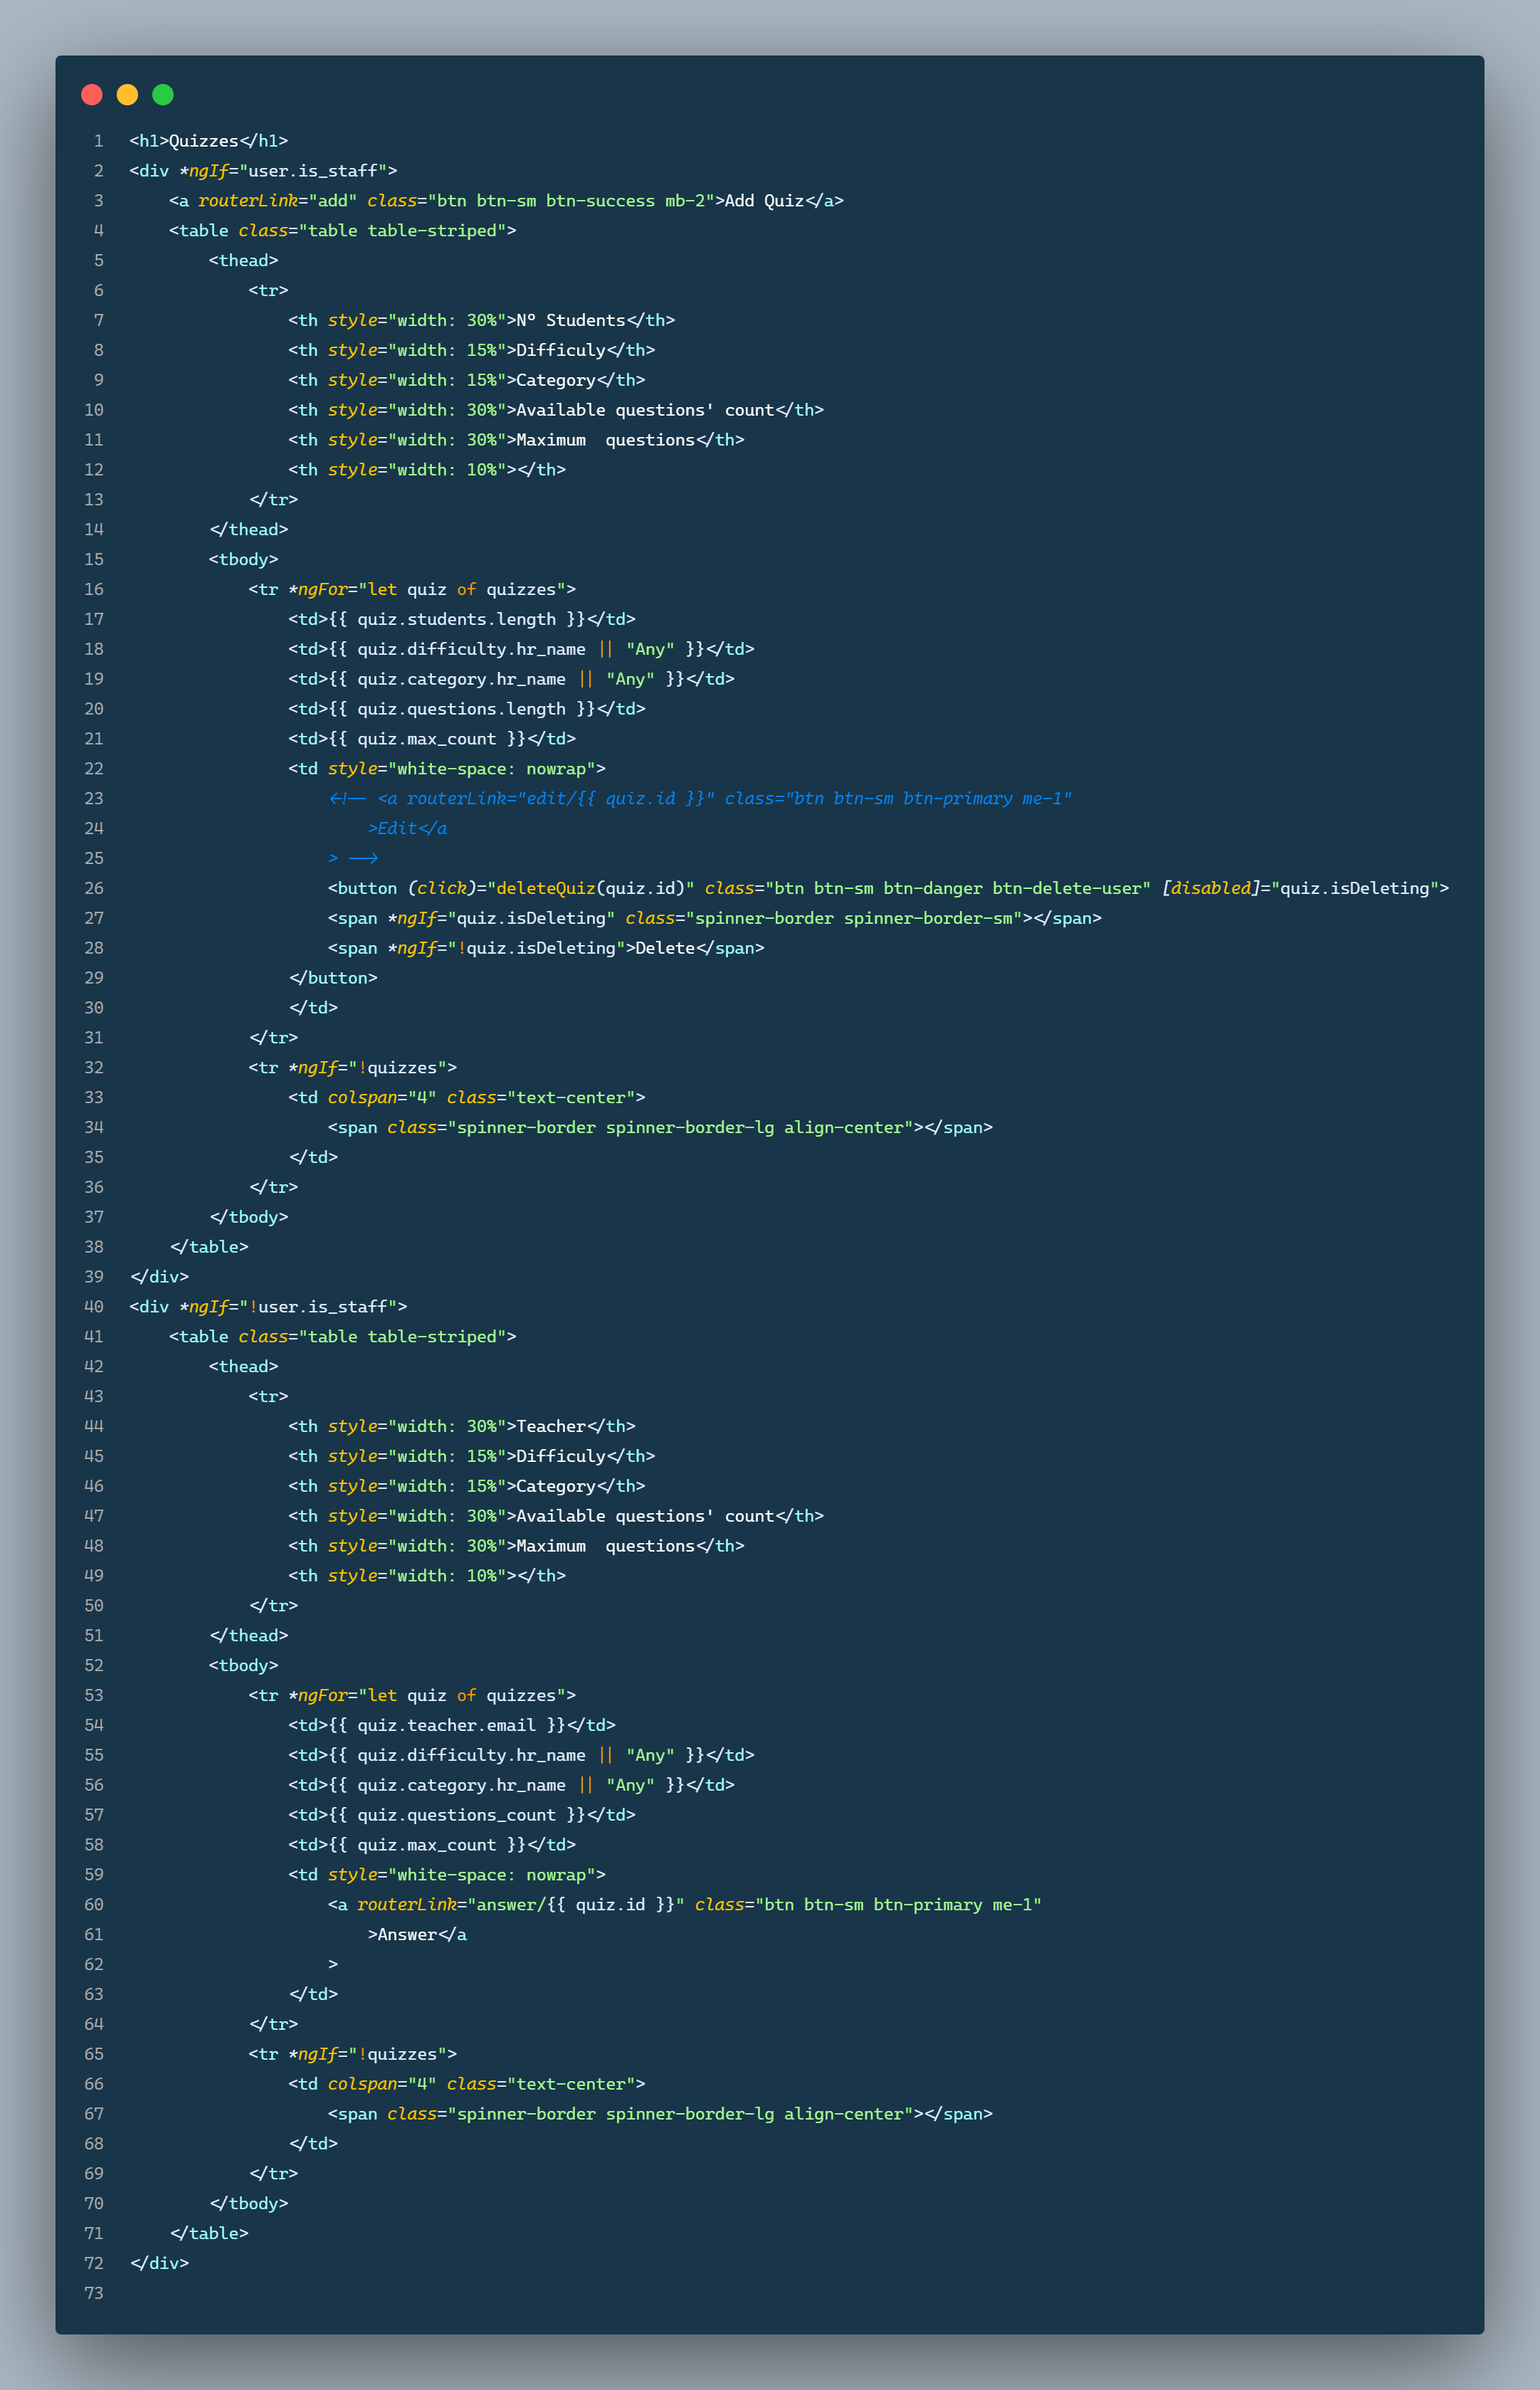 1 <h1>Quizzes</h1>
2 <div *ngIf="user.is_staff">
3     <a routerLink="add" class="btn btn-sm btn-success mb-2">Add Quiz</a>
4     <table class="table table-striped">
5         <thead>
6             <tr>
7                 <th style="width: 30%">Nº Students</th>
8                 <th style="width: 15%">Difficuly</th>
9                 <th style="width: 15%">Category</th>
10                 <th style="width: 30%">Available questions' count</th>
11                 <th style="width: 30%">Maximum  questions</th>
12                 <th style="width: 10%"></th>
13             </tr>
14         </thead>
15         <tbody>
16             <tr *ngFor="let quiz of quizzes">
17                 <td>{{ quiz.students.length }}</td>
18                 <td>{{ quiz.difficulty.hr_name || "Any" }}</td>
19                 <td>{{ quiz.category.hr_name || "Any" }}</td>
20                 <td>{{ quiz.questions.length }}</td>
21                 <td>{{ quiz.max_count }}</td>
22                 <td style="white-space: nowrap">
23                     <!-- <a routerLink="edit/{{ quiz.id }}" class="btn btn-sm btn-primary me-1"
24                         >Edit</a
25                     > -->
26                     <button (click)="deleteQuiz(quiz.id)" class="btn btn-sm btn-danger btn-delete-user" [disabled]="quiz.isDeleting">
27                     <span *ngIf="quiz.isDeleting" class="spinner-border spinner-border-sm"></span>
28                     <span *ngIf="!quiz.isDeleting">Delete</span>
29                 </button>
30                 </td>
31             </tr>
32             <tr *ngIf="!quizzes">
33                 <td colspan="4" class="text-center">
34                     <span class="spinner-border spinner-border-lg align-center"></span>
35                 </td>
36             </tr>
37         </tbody>
38     </table>
39 </div>
40 <div *ngIf="!user.is_staff">
41     <table class="table table-striped">
42         <thead>
43             <tr>
44                 <th style="width: 30%">Teacher</th>
45                 <th style="width: 15%">Difficuly</th>
46                 <th style="width: 15%">Category</th>
47                 <th style="width: 30%">Available questions' count</th>
48                 <th style="width: 30%">Maximum  questions</th>
49                 <th style="width: 10%"></th>
50             </tr>
51         </thead>
52         <tbody>
53             <tr *ngFor="let quiz of quizzes">
54                 <td>{{ quiz.teacher.email }}</td>
55                 <td>{{ quiz.difficulty.hr_name || "Any" }}</td>
56                 <td>{{ quiz.category.hr_name || "Any" }}</td>
57                 <td>{{ quiz.questions_count }}</td>
58                 <td>{{ quiz.max_count }}</td>
59                 <td style="white-space: nowrap">
60                     <a routerLink="answer/{{ quiz.id }}" class="btn btn-sm btn-primary me-1"
61                         >Answer</a
62                     >
63                 </td>
64             </tr>
65             <tr *ngIf="!quizzes">
66                 <td colspan="4" class="text-center">
67                     <span class="spinner-border spinner-border-lg align-center"></span>
68                 </td>
69             </tr>
70         </tbody>
71     </table>
72 </div>
73